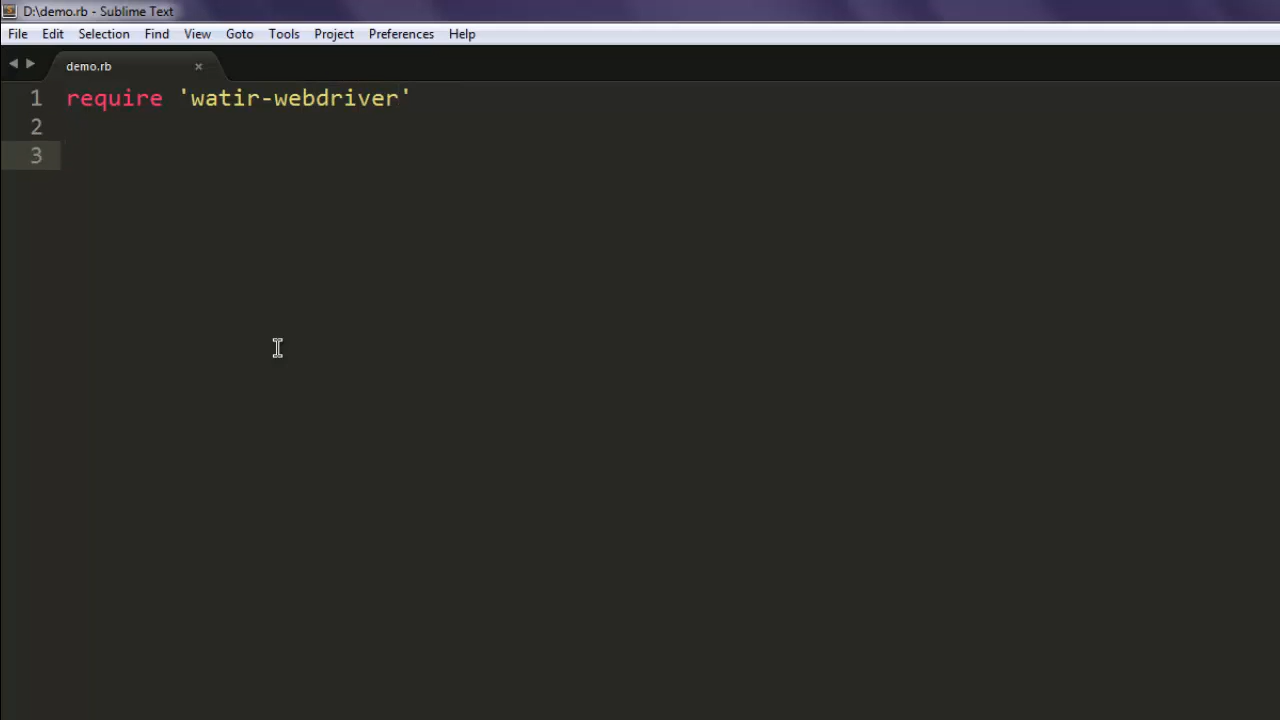 D:\demo.rb - Sublime Text
File Edit Selection Find View Goto Tools Project Preferences Help
demo.rb ×
1 require 'watir-webdriver'
2
3